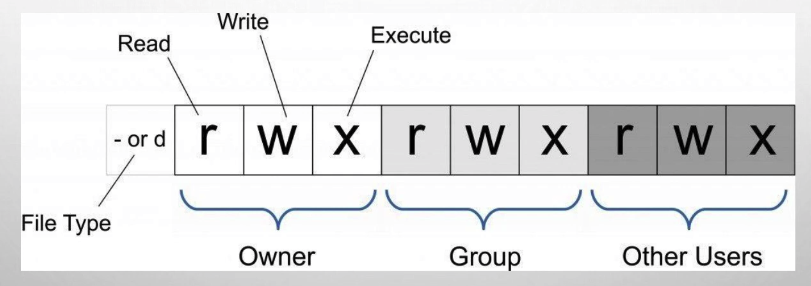 Write
Read
Execute
- or d r w x r w x r w x
File Type
Owner Group Other Users